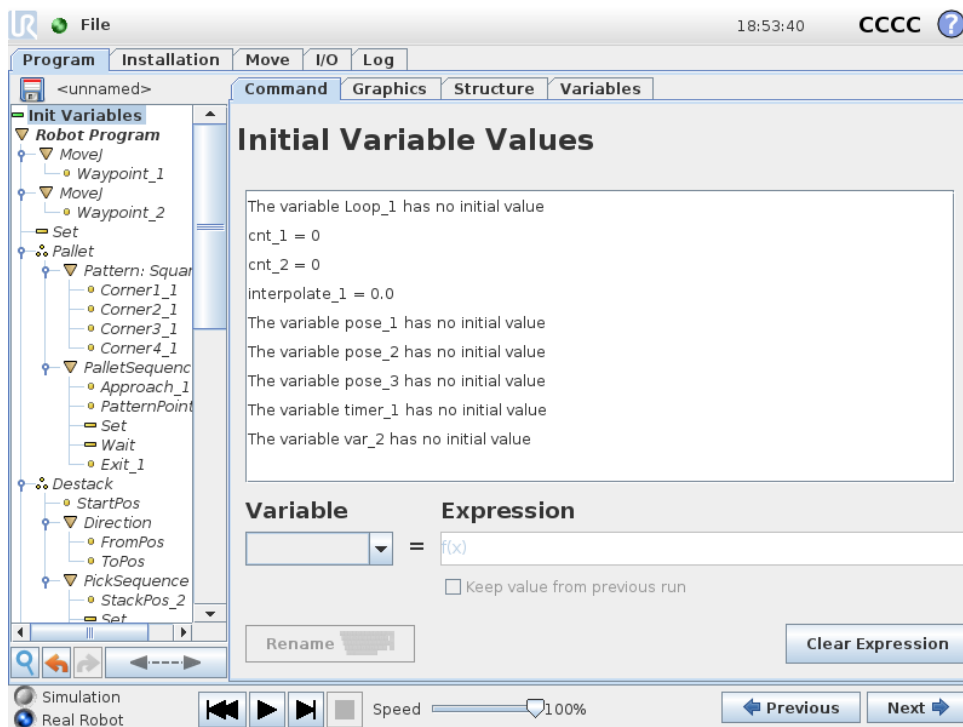 UR File 18:53:40 CCCC ?
Program Installation Move I/O Log
<unnamed> Command Graphics Structure Variables
Init Variables
Robot Program
MoveJ
Waypoint_1
MoveJ
Waypoint_2
Set
Pallet
Pattern: Squar
Corner1_1
Corner2_1
Corner3_1
Corner4_1
PalletSequenc
Approach_1
PatternPoint
Set
Wait
Exit_1
Destack
StartPos
Direction
FromPos
ToPos
PickSequence
StackPos_2
Set
Initial Variable Values
The variable Loop_1 has no initial value
cnt_1 = 0
cnt_2 = 0
interpolate_1 = 0.0
The variable pose_1 has no initial value
The variable pose_2 has no initial value
The variable pose_3 has no initial value
The variable timer_1 has no initial value
The variable var_2 has no initial value
Variable Expression
= f(x)
Keep value from previous run
Rename Clear Expression
Simulation
Real Robot
Speed 100% Previous Next